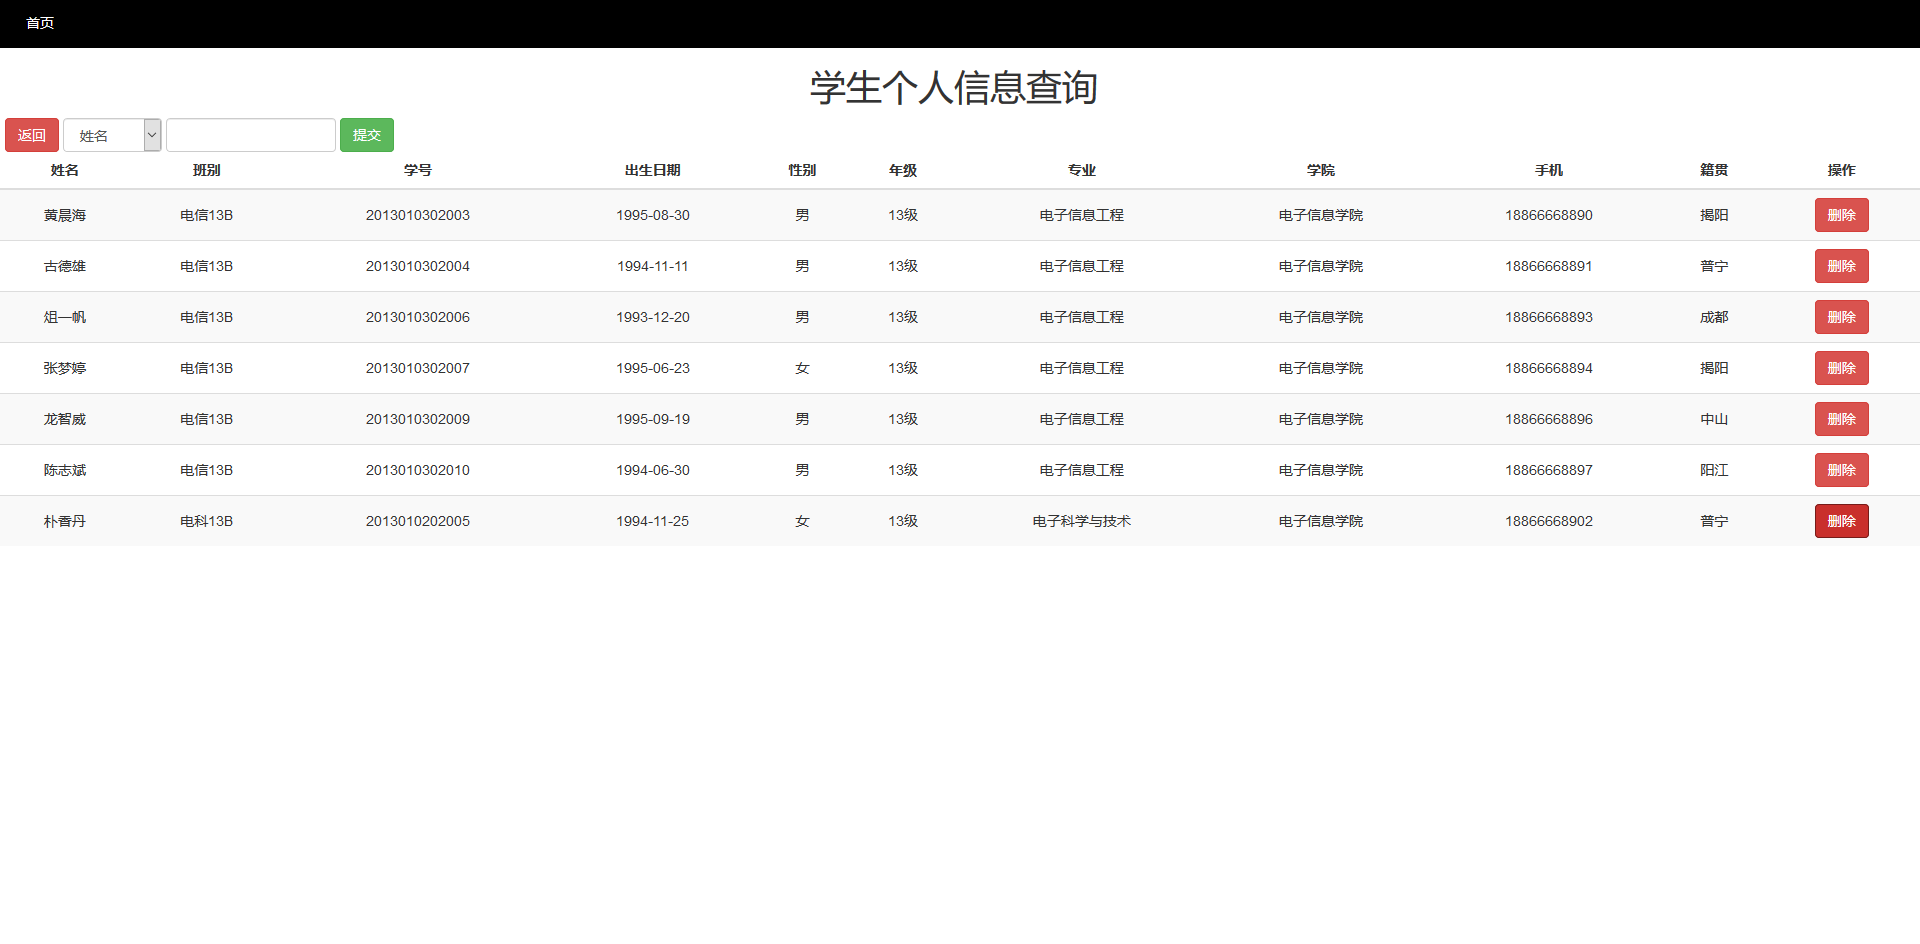 首页
学生个人信息查询
返回 姓名 提交
姓名 班别 学号 出生日期 性别 年级 专业 学院 手机 籍贯 操作
黄晨海 电信13B 2013010302003 1995-08-30 男 13级 电子信息工程 电子信息学院 18866668890 揭阳 删除
古德雄 电信13B 2013010302004 1994-11-11 男 13级 电子信息工程 电子信息学院 18866668891 普宁 删除
俎一帆 电信13B 2013010302006 1993-12-20 男 13级 电子信息工程 电子信息学院 18866668893 成都 删除
张梦婷 电信13B 2013010302007 1995-06-23 女 13级 电子信息工程 电子信息学院 18866668894 揭阳 删除
龙智威 电信13B 2013010302009 1995-09-19 男 13级 电子信息工程 电子信息学院 18866668896 中山 删除
陈志斌 电信13B 2013010302010 1994-06-30 男 13级 电子信息工程 电子信息学院 18866668897 阳江 删除
朴香丹 电科13B 2013010202005 1994-11-25 女 13级 电子科学与技术 电子信息学院 18866668902 普宁 删除